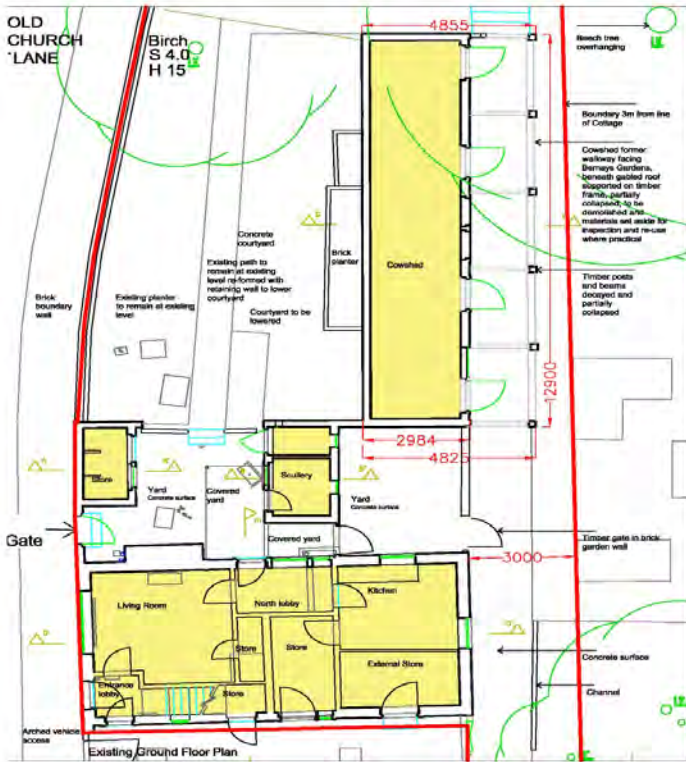 OLD
CHURCH
LANE
Birch
S 4.0
H 15
4855
Beech tree
overhanging
Boundary 3m from line
of Cottage
Cowshed former
walkway facing
Bernays Gardens,
beneath gabled roof
supported on timber
frame, partially
collapsed, to be
demolished and
materials set aside for
inspection and re-use
where practical
Concrete
courtyard
Existing path to
remain at existing
level re-formed with
retaining wall to lower
courtyard
Courtyard to be
lowered
Brick
planter
Cowshed
Brick
boundary
wall
Existing planter
to remain at existing
level
Timber posts
and beams
decayed and
partially
collapsed
12900
2984
4825
Store
Yard
Concrete surface
Covered
yard
Scullery
Yard
Concrete surface
Gate
Covered yard
3000
Timber gate in brick
garden wall
Living Room
North lobby
Kitchen
Store
Store
External Store
Concrete surface
Entrance
lobby
Store
Channel
Arched vehicle
access
Existing Ground Floor Plan